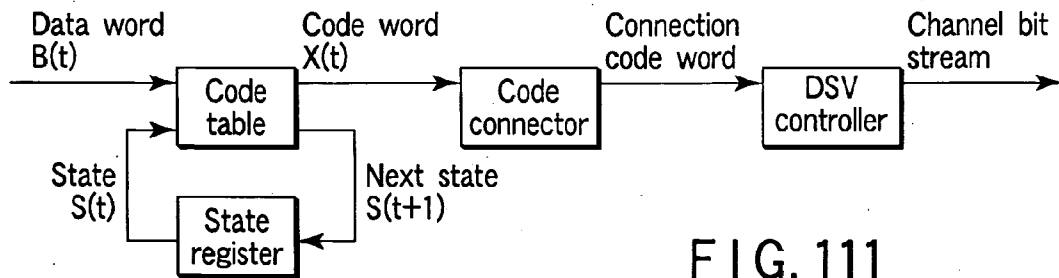 Data word
B(t)
Code word
X(t)
Connection
code word
Channel bit
stream
Code
table
Code
connector
DSV
controller
State
S(t)
Next state
S(t+1)
State
register
FIG. 111